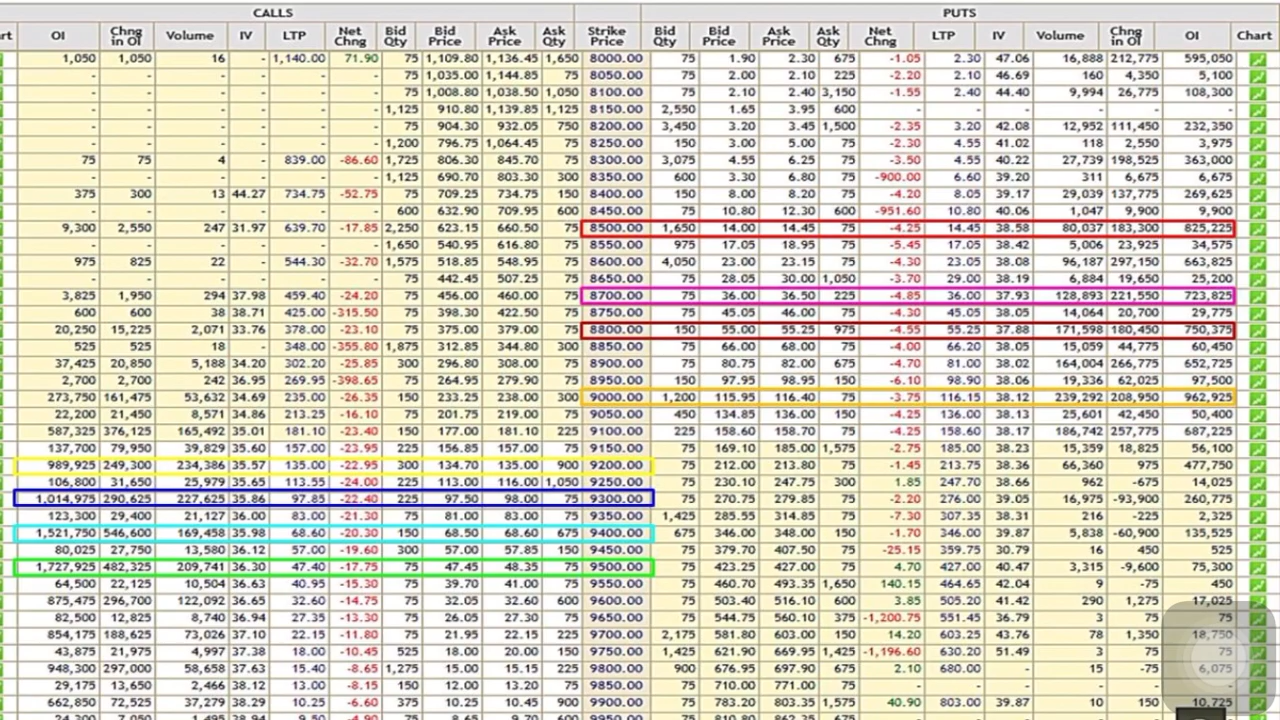 CALLS PUTS
rt OI Chng in OI Volume IV LTP Net Chng Bid Qty Bid Price Ask Price Ask Qty Strike Price Bid Qty Bid Price Ask Price Ask Qty Net Chng LTP IV Volume Chng in OI OI Chart
1,050 1,050 16 - 1,140.00 71.90 75 1,109.80 1,136.45 1,650 8000.00 75 1.90 2.30 675 -1.05 2.30 47.06 16,888 212,775 595,050
- - - - - - 75 1,035.00 1,144.85 75 8050.00 75 2.00 2.10 225 -2.20 2.10 46.69 160 4,350 5,100
- - - - - - 75 1,008.80 1,038.50 1,050 8100.00 75 2.10 2.40 3,150 -1.55 2.40 44.40 9,994 26,775 108,300
- - - - - - 1,125 910.80 1,139.85 1,125 8150.00 2,550 1.65 3.95 600 - - - - - -
- - - - - - 75 904.30 932.05 750 8200.00 3,450 3.20 3.45 1,500 -2.35 3.20 42.08 12,952 111,450 232,350
- - - - - - 1,200 796.75 1,064.45 75 8250.00 150 3.00 5.00 75 -2.30 4.55 41.02 118 2,550 3,975
75 75 4 - 839.00 -86.60 1,725 806.30 845.70 75 8300.00 3,075 4.55 6.25 75 -3.50 4.55 40.22 27,739 198,525 363,000
- - - - - - 1,125 690.70 803.30 300 8350.00 600 3.30 6.80 75 -900.00 6.60 39.20 311 6,675 6,675
375 300 13 44.27 734.75 -52.75 75 709.25 734.75 150 8400.00 150 8.00 8.20 75 -4.20 8.05 39.17 29,039 137,775 269,625
- - - - - - 600 632.90 709.95 600 8450.00 75 10.80 12.30 600 -951.60 10.80 40.06 1,047 9,900 9,900
9,300 2,550 247 31.97 639.70 -17.85 2,250 623.15 660.50 75 8500.00 1,650 14.00 14.45 75 -4.25 14.45 38.58 80,037 183,300 825,225
- - - - - - 1,650 540.95 616.80 75 8550.00 975 17.05 18.95 75 -5.45 17.05 38.42 5,006 23,925 34,575
975 825 22 - 544.30 -32.70 1,575 518.85 548.95 75 8600.00 4,050 23.00 23.15 75 -4.30 23.05 38.08 96,187 297,150 663,825
- - - - - - 75 442.45 507.25 75 8650.00 75 28.05 30.00 1,050 -3.70 29.00 38.19 6,884 19,650 25,200
3,825 1,950 294 37.98 459.40 -24.20 75 456.00 460.00 75 8700.00 75 36.00 36.50 225 -4.85 36.00 37.93 128,893 221,550 723,825
600 600 38 38.71 425.00 -315.50 75 398.30 422.50 75 8750.00 75 45.05 46.00 75 -4.30 45.05 38.05 14,064 20,700 29,775
20,250 15,225 2,071 33.76 378.00 -23.10 75 375.00 379.00 75 8800.00 150 55.00 55.25 975 -4.55 55.25 37.88 171,598 180,450 750,375
525 525 18 - 348.00 -355.80 1,875 312.85 344.80 300 8850.00 75 66.00 68.00 75 -4.00 66.20 38.05 15,059 44,775 60,450
37,425 20,850 5,188 34.20 302.20 -25.85 300 296.80 308.00 75 8900.00 75 80.75 82.00 675 -4.70 81.00 38.02 164,004 266,775 652,725
2,700 2,700 242 36.95 269.95 -398.65 75 264.95 279.90 75 8950.00 150 97.95 98.95 150 -6.10 98.90 38.06 19,336 62,025 97,500
273,750 161,475 53,632 34.69 235.00 -26.35 150 233.25 238.00 300 9000.00 1,200 115.95 116.40 75 -3.75 116.15 38.12 239,292 208,950 962,925
22,200 21,450 8,571 34.86 213.25 -16.10 75 201.75 219.00 75 9050.00 450 134.85 136.00 150 -4.25 136.00 38.13 25,601 42,450 50,400
587,325 376,125 165,492 35.01 181.10 -23.40 75 177.00 181.10 75 9100.00 225 158.60 158.70 75 -4.25 158.60 38.17 186,742 257,775 687,225
137,700 79,950 39,829 35.60 157.00 -23.95 225 156.85 157.00 75 9150.00 75 169.10 185.00 1,575 -2.75 185.00 38.23 15,359 18,825 56,100
989,925 249,300 234,386 35.57 135.00 -22.95 300 134.70 135.00 900 9200.00 75 212.00 213.80 75 -1.45 213.75 38.36 66,360 975 477,750
106,800 31,650 25,979 35.65 113.55 -24.00 225 113.00 116.00 1,050 9250.00 75 230.10 247.75 300 1.85 247.70 38.66 962 -675 14,025
1,014,975 290,625 227,625 35.86 97.85 -22.40 225 97.50 98.00 75 9300.00 75 270.75 279.85 75 -2.20 276.00 39.05 16,975 -93,900 260,775
123,300 29,400 21,127 36.00 83.00 -21.30 75 81.00 83.00 75 9350.00 1,425 285.55 314.85 75 -7.30 307.35 38.31 216 -225 2,325
1,521,750 546,600 169,458 35.98 68.60 -20.30 150 68.50 68.60 675 9400.00 675 346.00 348.00 150 -1.70 346.00 39.87 5,838 -60,900 135,525
80,025 27,750 13,580 36.12 57.00 -19.60 300 57.00 57.85 150 9450.00 75 379.70 407.50 75 -25.15 359.75 30.79 16 450 525
1,727,925 482,325 209,741 36.30 47.40 -17.75 75 47.45 48.35 75 9500.00 75 423.25 427.00 75 4.70 427.00 40.47 3,315 -9,600 75,300
64,500 22,125 10,504 36.63 40.95 -15.30 75 39.70 41.00 75 9550.00 75 460.70 493.35 1,650 140.15 464.65 42.04 9 -75 450
875,475 296,700 122,092 36.65 32.60 -14.75 75 32.05 32.60 600 9600.00 75 503.40 516.10 600 3.85 505.20 41.42 290 1,275 17,025
82,500 12,825 8,740 36.94 27.35 -13.30 75 26.05 27.30 75 9650.00 75 544.75 560.10 375 -1,200.75 551.45 36.79 3 75 75
854,175 188,625 73,026 37.10 22.15 -11.80 75 21.95 22.15 225 9700.00 2,175 581.80 603.00 150 14.20 603.25 43.76 78 1,350 18,750
43,875 21,975 4,997 37.38 18.00 -10.45 525 18.00 20.00 150 9750.00 1,425 621.90 669.95 1,425 -1,196.60 630.20 51.49 3 75 75
948,300 297,000 58,658 37.63 15.40 -8.65 1,275 15.00 15.15 225 9800.00 900 676.95 697.90 675 2.10 680.00 - 15 -75 6,075
29,175 13,650 2,466 38.12 13.00 -8.15 150 12.00 13.20 75 9850.00 75 710.00 771.00 75 - - - - - -
662,850 72,525 37,279 38.29 10.25 -6.60 375 10.25 10.45 900 9900.00 75 783.20 803.35 1,575 40.90 803.00 39.87 10 150 10,725
24,300 7,050 1,495 38.94 9.50 -4.90 75 8.65 9.70 600 9950.00 75 810.80 862.35 675